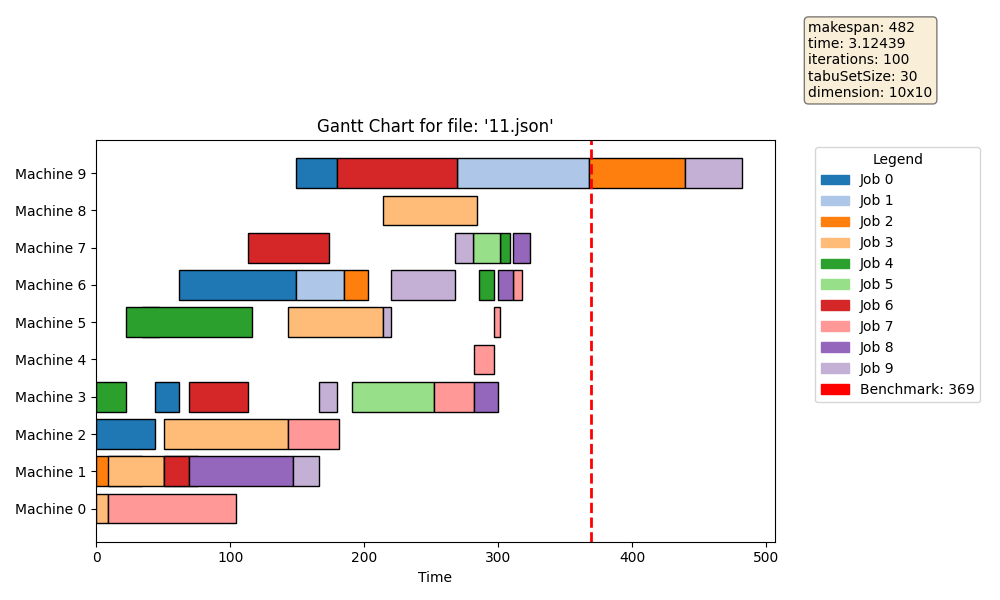 makespan: 482
time: 3.12439
iterations: 100
tabuSetSize: 30
dimension: 10x10
Gantt Chart for file: '11.json'
Machine 9
Machine 8
Machine 7
Machine 6
Machine 5
Machine 4
Machine 3
Machine 2
Machine 1
Machine 0
0
100
200
300
400
500
Time
Legend
Job 0
Job 1
Job 2
Job 3
Job 4
Job 5
Job 6
Job 7
Job 8
Job 9
Benchmark: 369